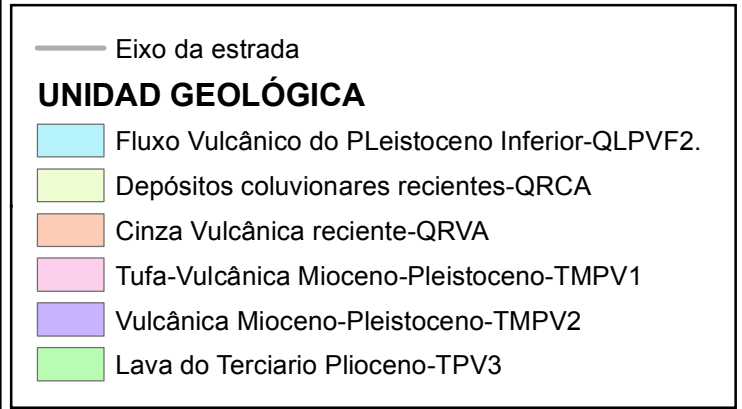 Eixo da estrada
UNIDAD GEOLÓGICA
Fluxo Vulcânico do PLeistoceno Inferior-QLPVF2.
Depósitos coluvionares recientes-QRCA
Cinza Vulcânica reciente-QRVA
Tufa-Vulcânica Mioceno-Pleistoceno-TMPV1
Vulcânica Mioceno-Pleistoceno-TMPV2
Lava do Terciario Plioceno-TPV3